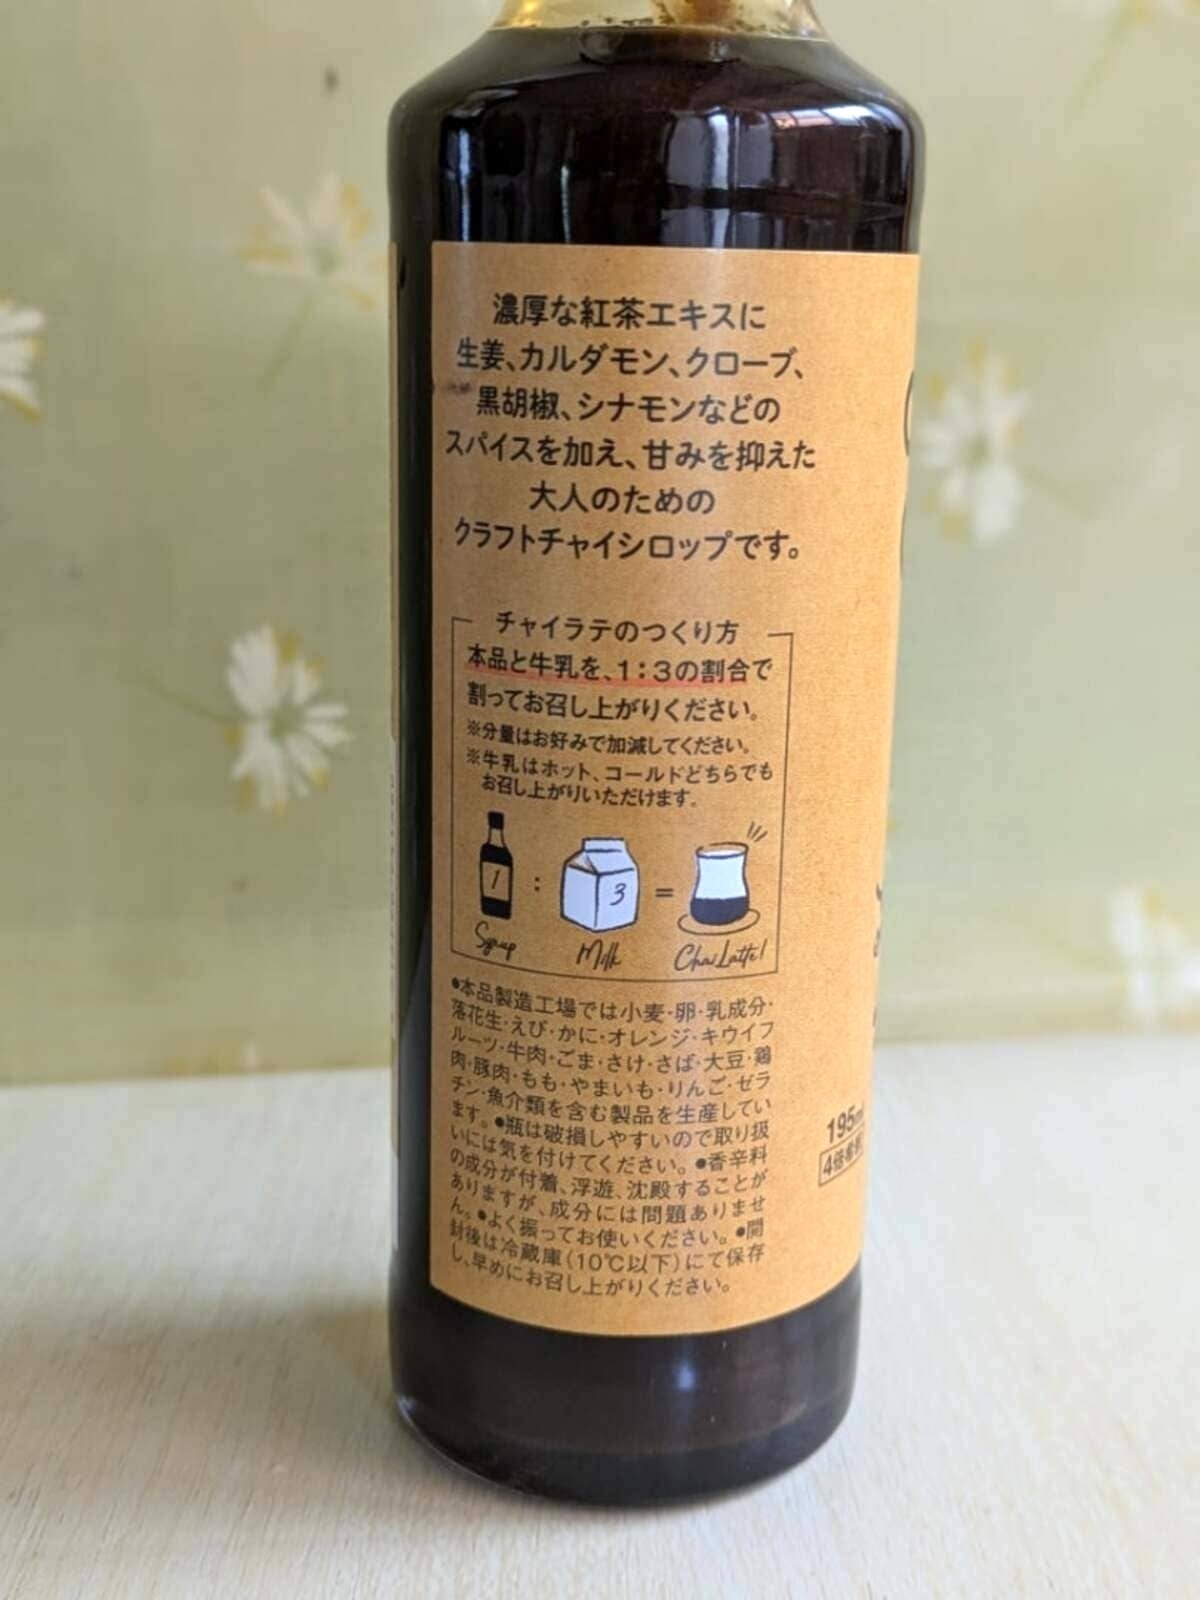 濃厚な紅茶エキスに
生姜、カルダモン、クローブ、
黒胡椒、シナモンなどの
スパイスを加え、甘みを抑えた
大人のための
クラフトチャイシロップです。
チャイラテのつくり方
本品と牛乳を、1：3の割合で
割ってお召し上がりください。
※分量はお好みで加減してください。
※牛乳はホット、コールドどちらでも
お召し上がりいただけます。
1 : 3 =
Syrup Milk Chai Latte!
●本品製造工場では小麦・卵・乳成分・
落花生・えび・かに・オレンジ・キウイフ
ルーツ・牛肉・ごま・さけ・さば・大豆・鶏
肉・豚肉・もも・やまいも・りんご・ゼラ
チン・魚介類を含む製品を生産してい
ます。●瓶は破損しやすいので取り扱
いには気を付けてください。●香辛料
の成分が付着、浮遊、沈殿することが
ありますが、成分には問題ありませ
ん。●よく振ってお使いください。●開
封後は冷蔵庫(10℃以下)にて保存
し、早めにお召し上がりください。
195ml
4倍希釈